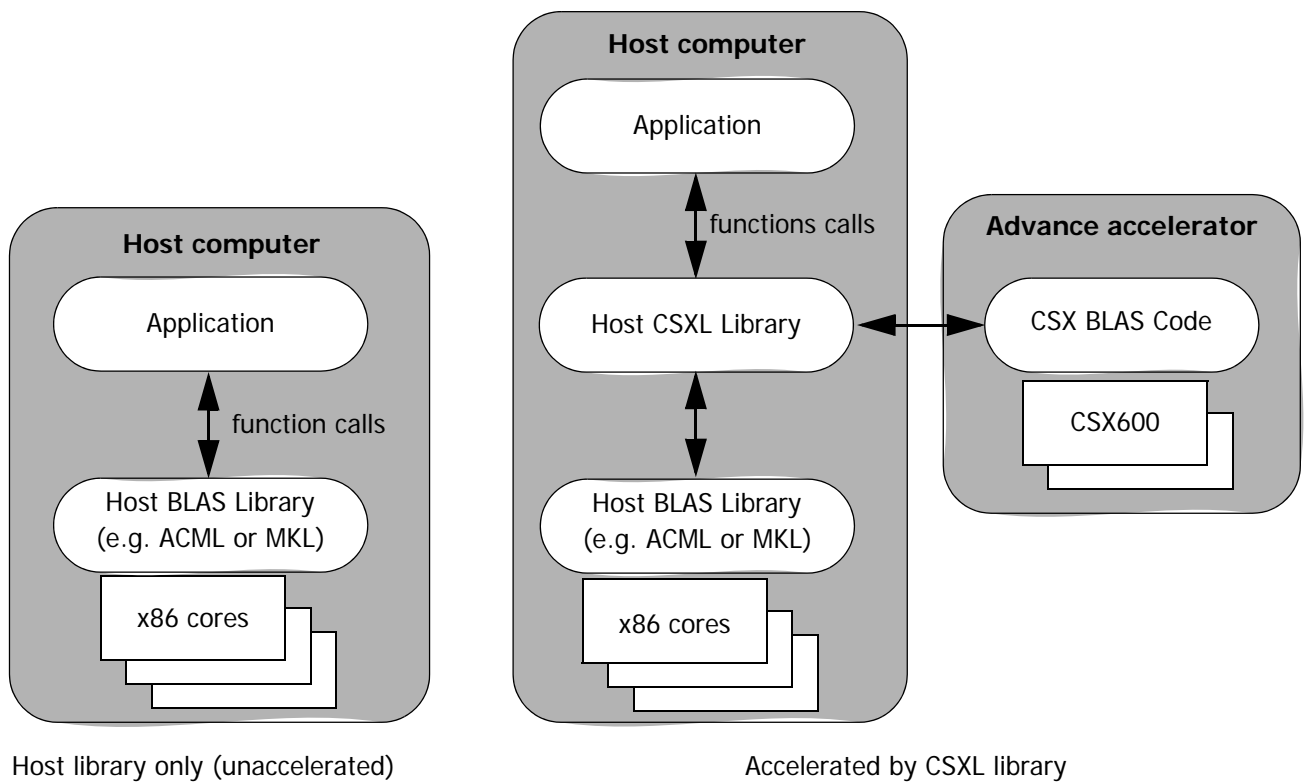 Host computer
Application
function calls
Host BLAS Library
(e.g. ACML or MKL)
x86 cores
Host library only (unaccelerated)
Host computer
Application
functions calls
Host CSXL Library
Host BLAS Library
(e.g. ACML or MKL)
x86 cores
Advance accelerator
CSX BLAS Code
CSX600
Accelerated by CSXL library